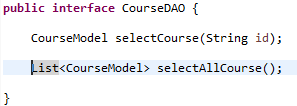 public interface CourseDAO {
CourseModel selectCourse(String id);
List<CourseModel> selectAllCourse();
}